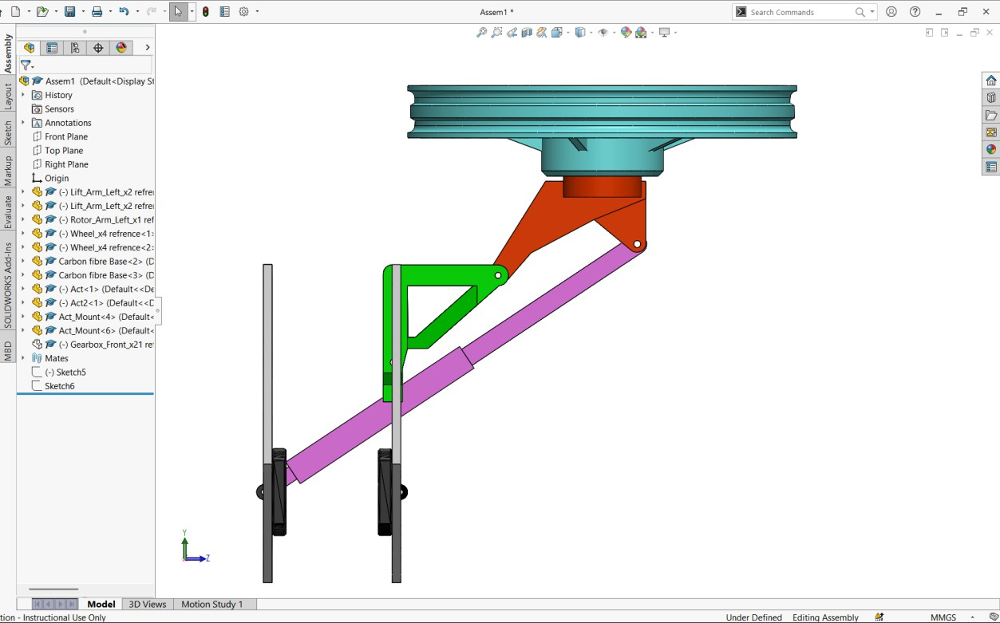 Assem1 *
Search Commands
Assembly
Layout
Sketch
Markup
Evaluate
SOLIDWORKS Add-Ins
MBD
Assem1 (Default<Display St
History
Sensors
Annotations
Front Plane
Top Plane
Right Plane
Origin
(-) Lift_Arm_Left_x2 refre
(-) Lift_Arm_Left_x2 refre
(-) Rotor_Arm_Left_x1 ref
(-) Wheel_x4 refrence<1>
(-) Wheel_x4 refrence<2>
Carbon fibre Base<2> (D
Carbon fibre Base<3> (D
(-) Act<1> (Default<<De
(-) Act2<1> (Default<<D
Act_Mount<4> (Default<
Act_Mount<6> (Default<
(-) Gearbox_Front_x21 re
Mates
(-) Sketch5
Sketch6
Y
Z
Model 3D Views Motion Study 1
tion - Instructional Use Only
Under Defined Editing Assembly MMGS